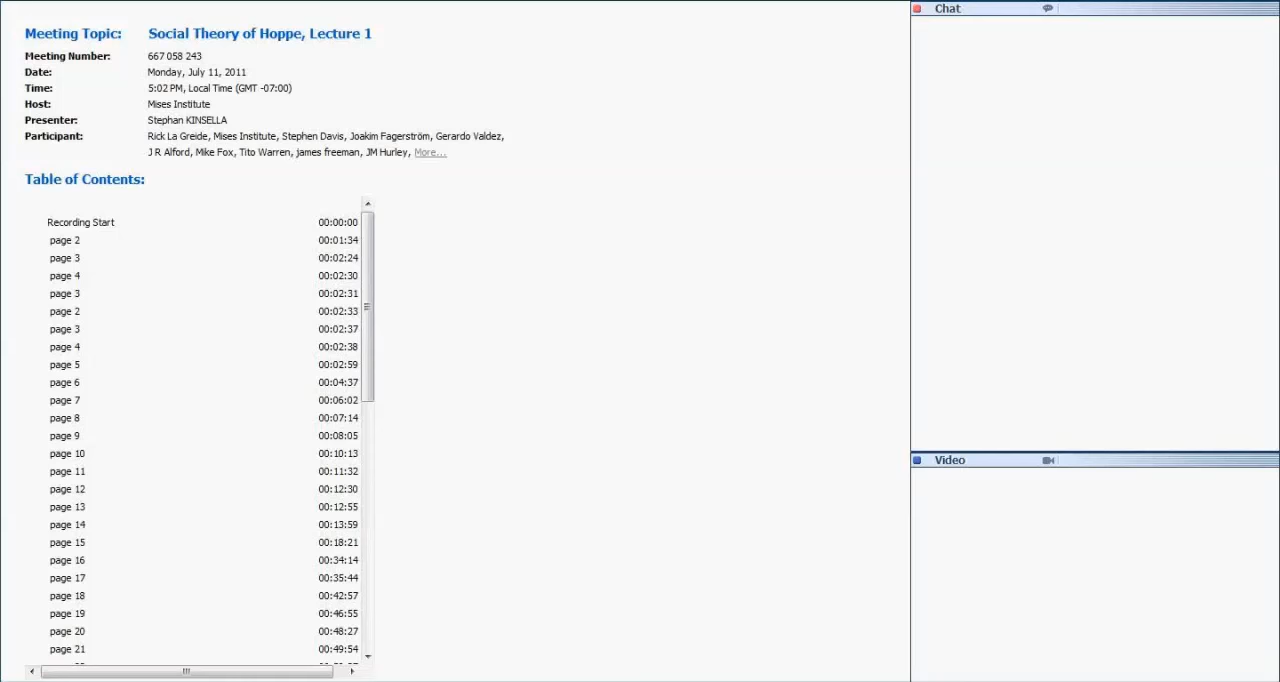 Meeting Topic: Social Theory of Hoppe, Lecture 1
Meeting Number: 667 058 243
Date: Monday, July 11, 2011
Time: 5:02 PM, Local Time (GMT -07:00)
Host: Mises Institute
Presenter: Stephan KINSELLA
Participant: Rick La Greide, Mises Institute, Stephen Davis, Joakim Fagerström, Gerardo Valdez,
J R Alford, Mike Fox, Tito Warren, james freeman, JM Hurley, More...
Table of Contents:
Recording Start 00:00:00
page 2 00:01:34
page 3 00:02:24
page 4 00:02:30
page 3 00:02:31
page 2 00:02:33
page 3 00:02:37
page 4 00:02:38
page 5 00:02:59
page 6 00:04:37
page 7 00:06:02
page 8 00:07:14
page 9 00:08:05
page 10 00:10:13
page 11 00:11:32
page 12 00:12:30
page 13 00:12:55
page 14 00:13:59
page 15 00:18:21
page 16 00:34:14
page 17 00:35:44
page 18 00:42:57
page 19 00:46:55
page 20 00:48:27
page 21 00:49:54
Chat
Video